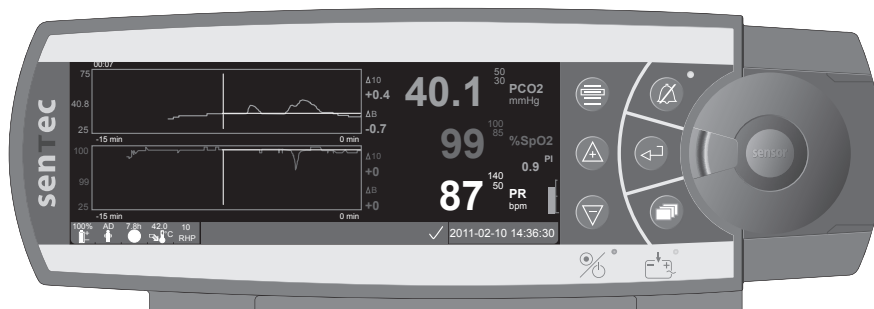 senTec
00:07
75
40.8
25
-15 min
0 min
Δ10
+0.4
ΔB
-0.7
40.1
50
30
PCO2
mmHg
100
99
25
-15 min
0 min
Δ10
+0
ΔB
+0
99
100
85
%SpO2
0.9 PI
87
140
50
PR
bpm
100%
AD
7.8h
42.0
°C
10
RHP
2011-02-10 14:36:30
sensor